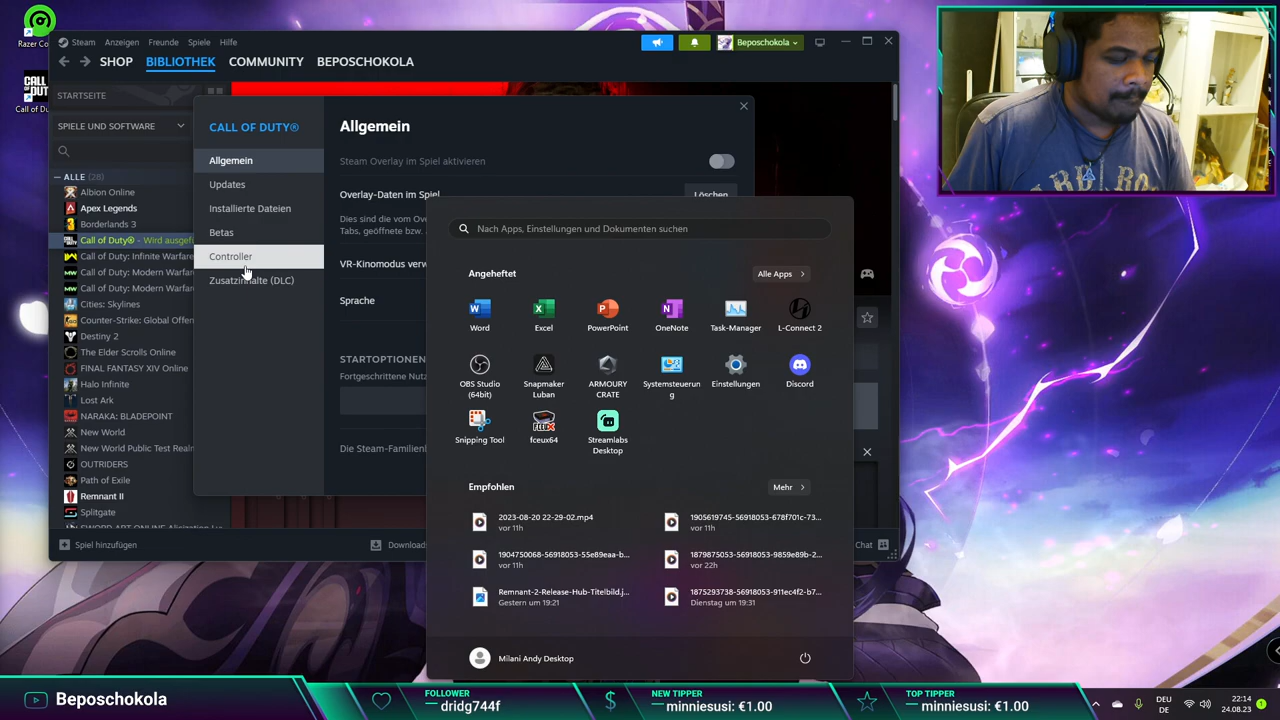 Razer Co
CALL OF DUTY
Call of Du
Steam Anzeigen Freunde Spiele Hilfe
Beposchokola
SHOP BIBLIOTHEK COMMUNITY BEPOSCHOKOLA
STARTSEITE
SPIELE UND SOFTWARE
ALLE (28)
Albion Online
Apex Legends
Borderlands 3
Call of Duty® - Wird ausgefü
Call of Duty: Infinite Warfare
Call of Duty: Modern Warfar
Call of Duty: Modern Warfar
Cities: Skylines
Counter-Strike: Global Offen
Destiny 2
The Elder Scrolls Online
FINAL FANTASY XIV Online
Halo Infinite
Lost Ark
NARAKA: BLADEPOINT
New World
New World Public Test Realm
OUTRIDERS
Path of Exile
Remnant II
Splitgate
Spiel hinzufügen
Downloads
Chat
CALL OF DUTY®
Allgemein
Updates
Installierte Dateien
Betas
Controller
Zusatzinhalte (DLC)
Allgemein
Steam Overlay im Spiel aktivieren
Overlay-Daten im Spiel
Löschen
Dies sind die vom Ov
Tabs, geöffnete bzw.
VR-Kinomodus verw
Sprache
STARTOPTIONEN
Fortgeschrittene Nutz
Die Steam-Familienb
Nach Apps, Einstellungen und Dokumenten suchen
Angeheftet
Alle Apps
Word
Excel
PowerPoint
OneNote
Task-Manager
L-Connect 2
OBS Studio (64bit)
Snapmaker Luban
ARMOURY CRATE
Systemsteuerun g
Einstellungen
Discord
Snipping Tool
fceux64
Streamlabs Desktop
Empfohlen
Mehr
2023-08-20 22-29-02.mp4
vor 11h
1905619745-56918053-678f701c-73...
vor 11h
1904750068-56918053-55e89eaa-b...
vor 11h
1879875053-56918053-9859e89b-2...
vor 22h
Remnant-2-Release-Hub-Titelbild.j...
Gestern um 19:21
1875293738-56918053-911ec4f2-b7...
Dienstag um 19:31
Milani Andy Desktop
Beposchokola
FOLLOWER
dridg744f
NEW TIPPER
minniesusi: €1.00
TOP TIPPER
minniesusi: €1.00
DEU
DE
22:14
24.08.23
1